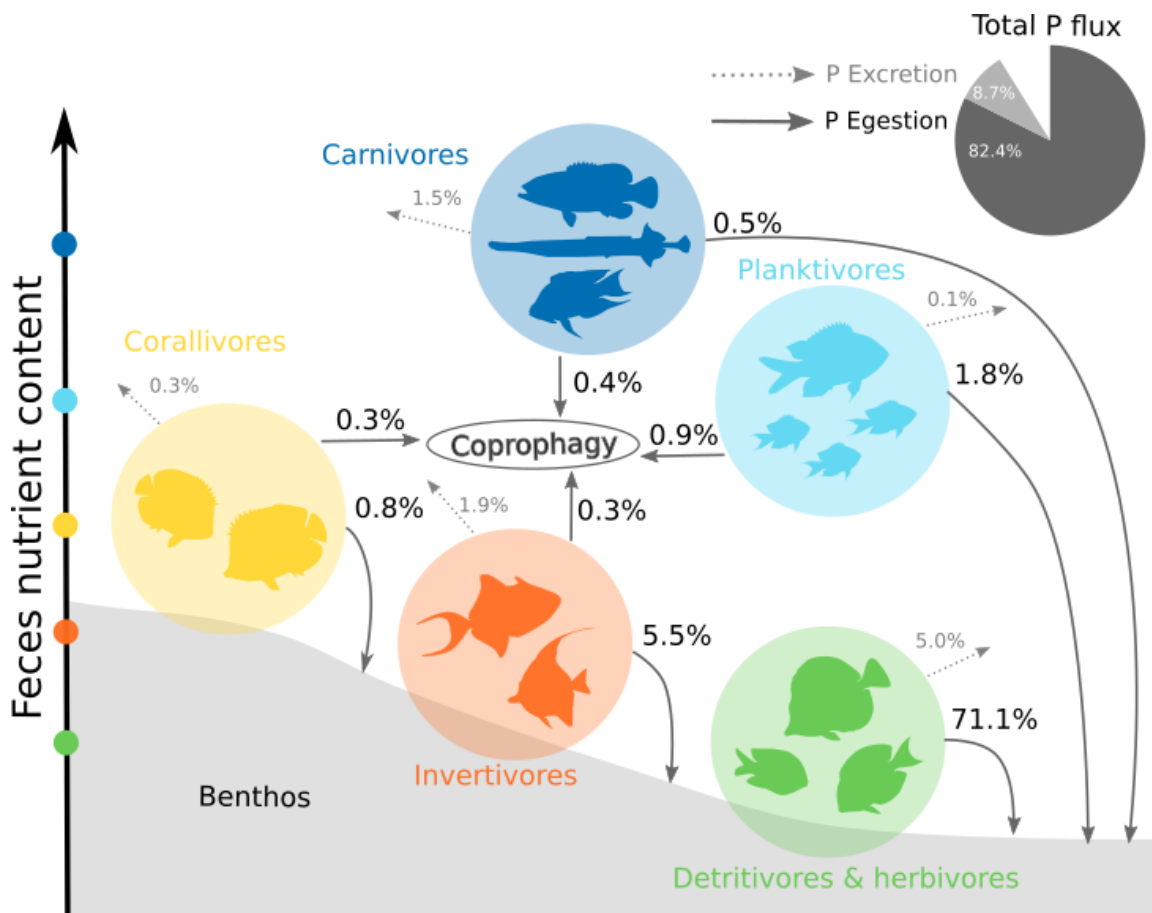 Total P flux
P Excretion
8.7%
P Egestion
82.4%
Carnivores
1.5%
0.5%
Planktivores
0.1%
Corallivores
0.3%
0.4%
1.8%
0.3%
Coprophagy
0.9%
1.9%
0.3%
0.8%
5.5%
5.0%
71.1%
Invertivores
Benthos
Detritivores & herbivores
Feces nutrient content